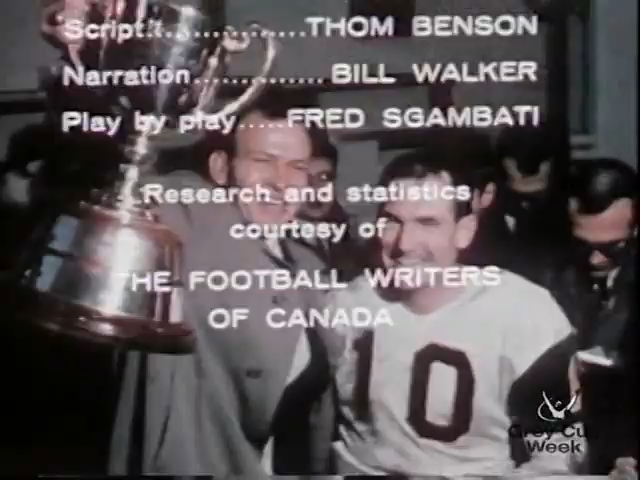 Script...............THOM BENSON
Narration..............BILL WALKER
Play by play.....FRED SGAMBATI
Research and statistics
courtesy of
THE FOOTBALL WRITERS
OF CANADA
10
Grey Cup
Week